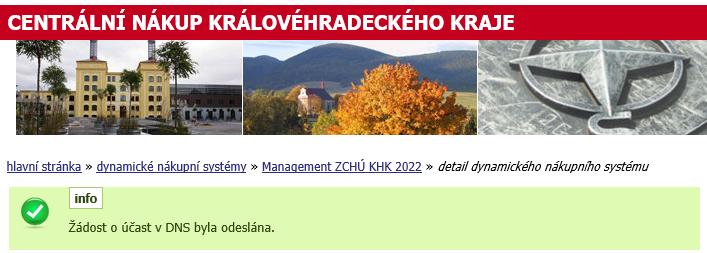 CENTRÁLNÍ NÁKUP KRÁLOVÉHRADECKÉHO KRAJE
hlavní stránka » dynamické nákupní systémy » Management ZCHÚ KHK 2022 » detail dynamického nákupního systému
info
Žádost o účast v DNS byla odeslána.